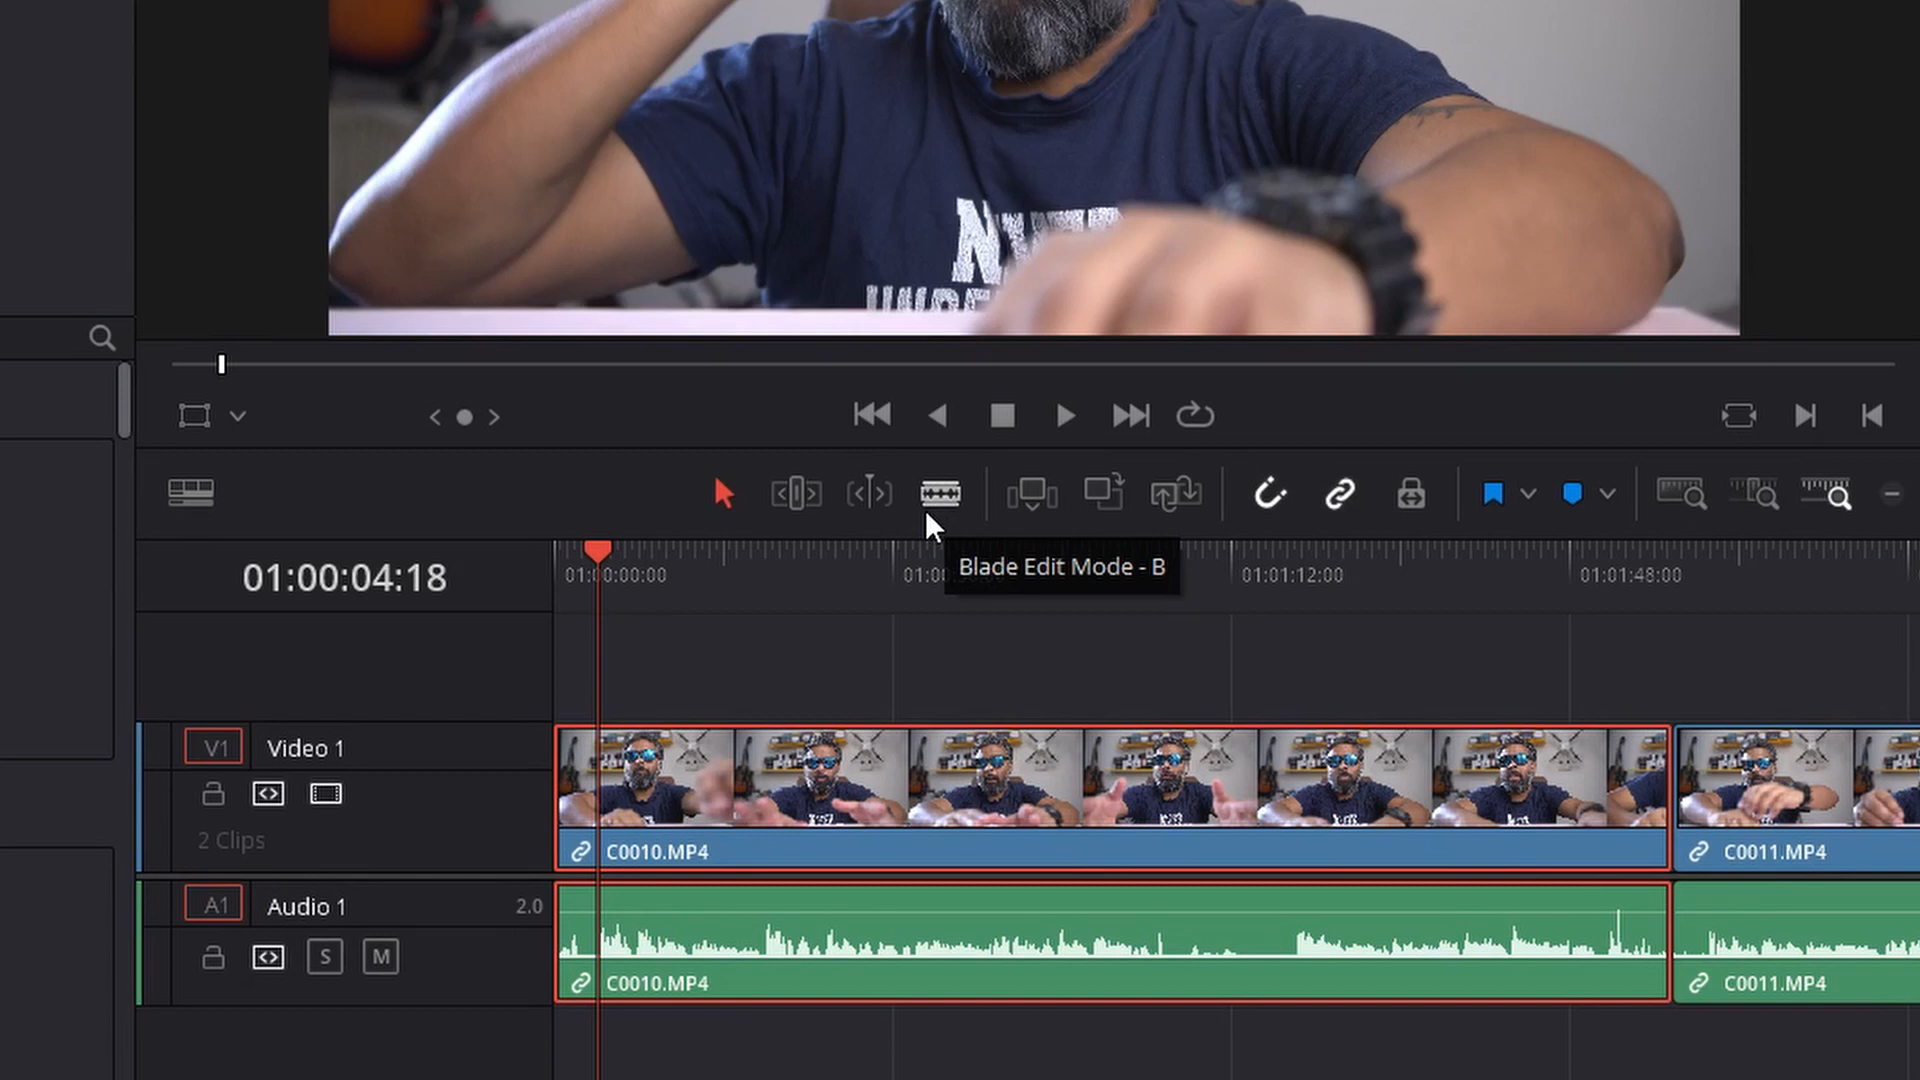 01:00:04:18
01:00:00:00
01:01:12:00
01:01:48:00
Blade Edit Mode - B
V1
Video 1
2 Clips
C0010.MP4
C0011.MP4
A1
Audio 1
2.0
S
M
C0010.MP4
C0011.MP4